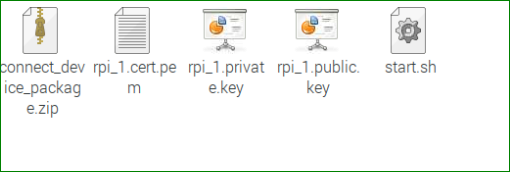 connect_dev rpi_1.cert.pe rpi_1.privat rpi_1.public. start.sh
ice_packag m e.key key
e.zip